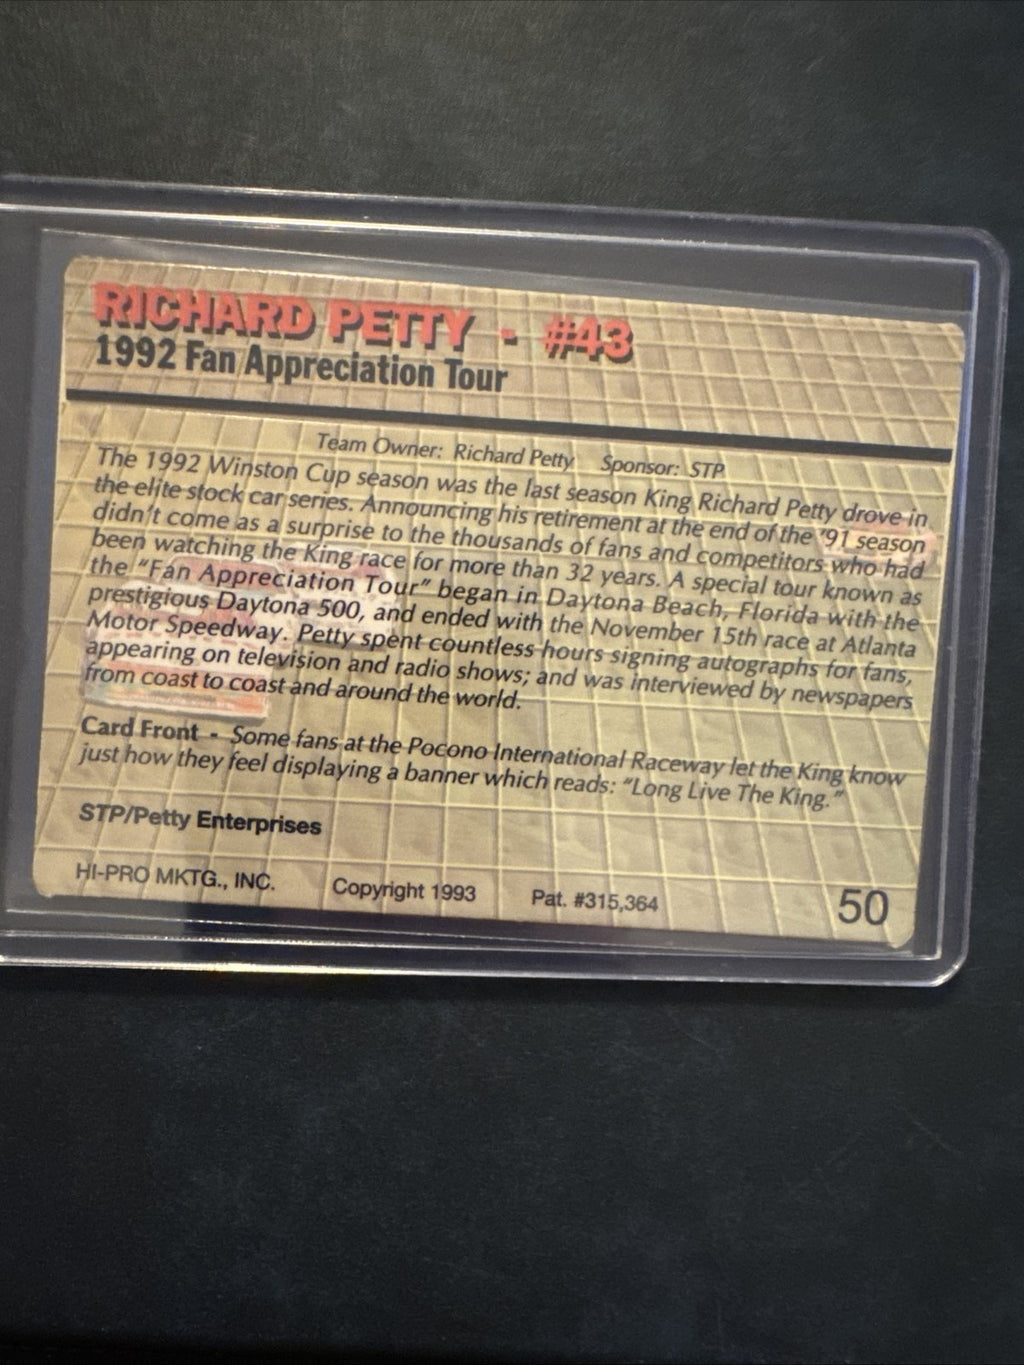 RICHARD PETTY - #43
1992 Fan Appreciation Tour
Team Owner: Richard Petty Sponsor: STP
The 1992 Winston Cup season was the last season King Richard Petty drove in
the elite stock car series. Announcing his retirement at the end of the '91 season
didn't come as a surprise to the thousands of fans and competitors who had
been watching the King race for more than 32 years. A special tour known as
the "Fan Appreciation Tour" began in Daytona Beach, Florida with the
prestigious Daytona 500, and ended with the November 15th race at Atlanta
Motor Speedway. Petty spent countless hours signing autographs for fans,
appearing on television and radio shows; and was interviewed by newspapers
from coast to coast and around the world.
Card Front - Some fans at the Pocono International Raceway let the King know
just how they feel displaying a banner which reads: "Long Live The King."
STP/Petty Enterprises
HI-PRO MKTG., INC. Copyright 1993 Pat. #315,364 50